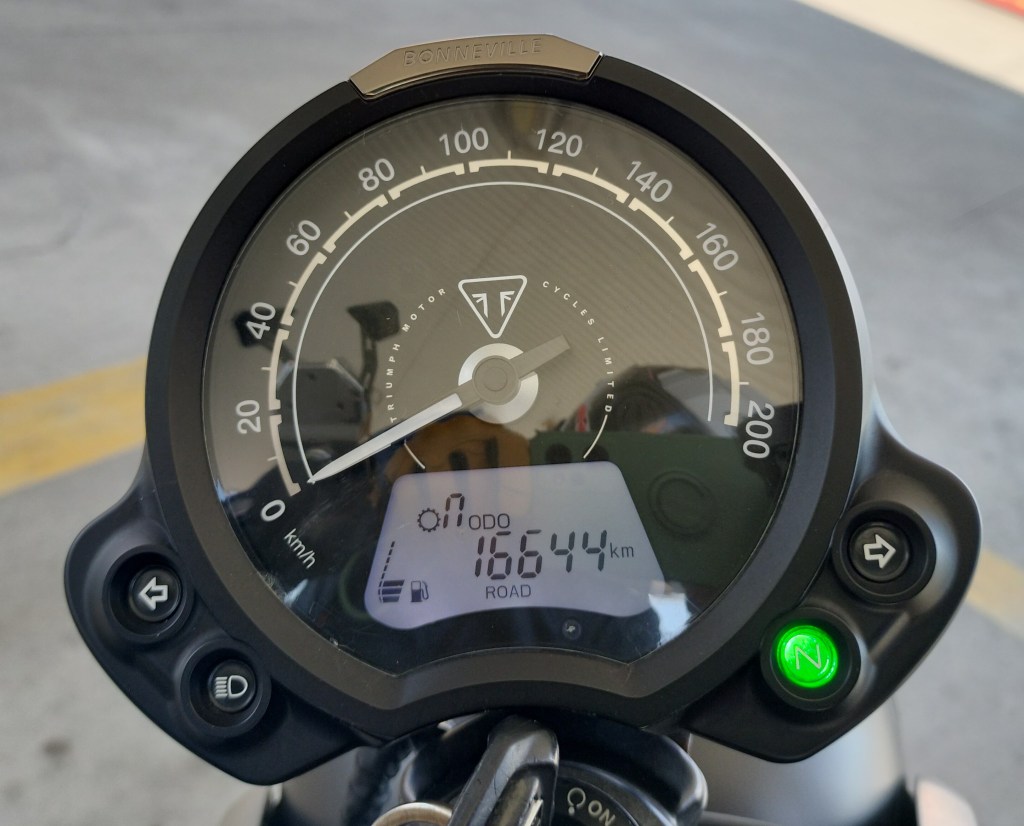 BONNEVILLE
0
20
40
60
80
100
120
140
160
180
200
km/h
TRIUMPH MOTOR CYCLES LIMITED
n ODO
16644 km
ROAD
N
ON